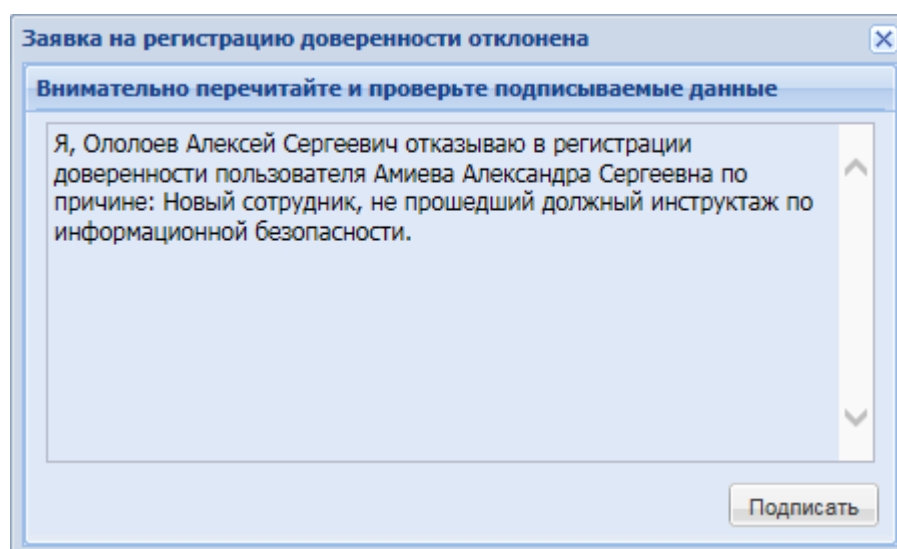 Заявка на регистрацию доверенности отклонена
Внимательно перечитайте и проверьте подписываемые данные
Я, Ололоев Алексей Сергеевич отказываю в регистрации
доверенности пользователя Амиева Александра Сергеевна по
причине: Новый сотрудник, не прошедший должный инструктаж по
информационной безопасности.
Подписать